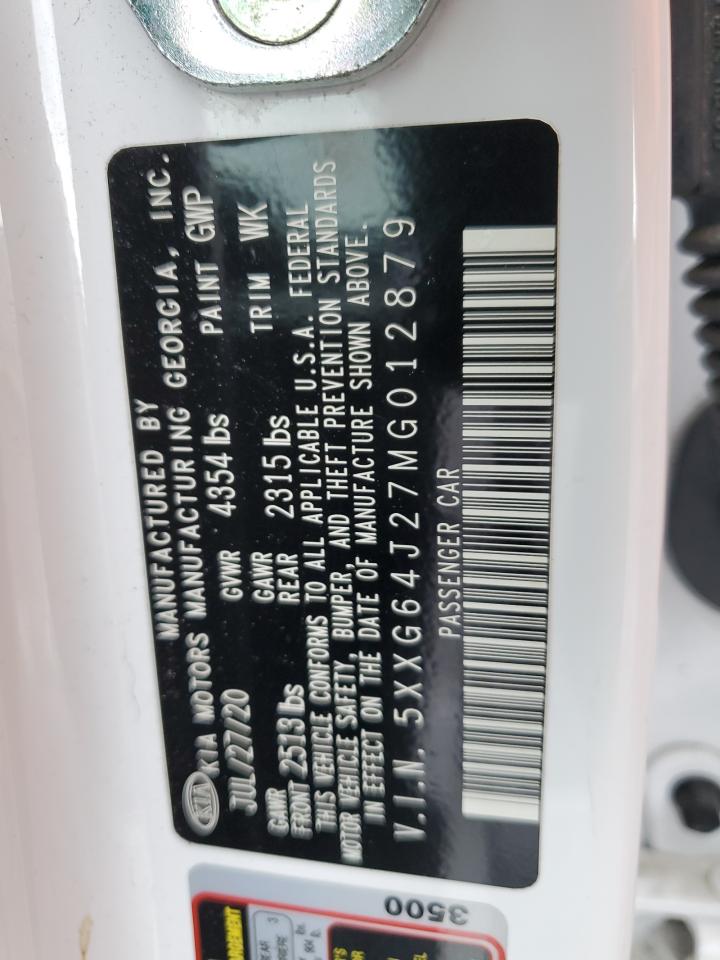 MANUFACTURED BY
KIA KIA MOTORS MANUFACTURING GEORGIA, INC.
JUL/27/20 GVWR 4354 lbs PAINT GWP
GAWR GAWR
FRONT 2513 lbs REAR 2315 lbs TRIM WK
THIS VEHICLE CONFORMS TO ALL APPLICABLE U.S.A. FEDERAL
MOTOR VEHICLE SAFETY, BUMPER, AND THEFT PREVENTION STANDARDS
IN EFFECT ON THE DATE OF MANUFACTURE SHOWN ABOVE.
V.I.N. 5XXG64J27MG012879
PASSENGER CAR
3500